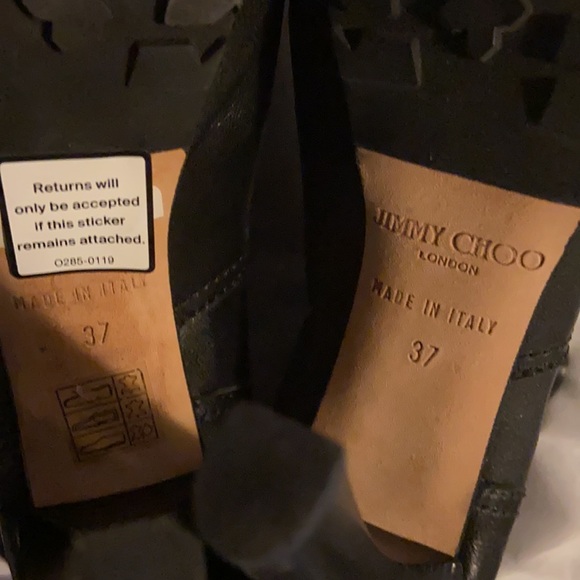 Returns will
only be accepted
if this sticker
remains attached.
O285-0119
MADE IN ITALY
37
JIMMY CHOO
LONDON
MADE IN ITALY
37